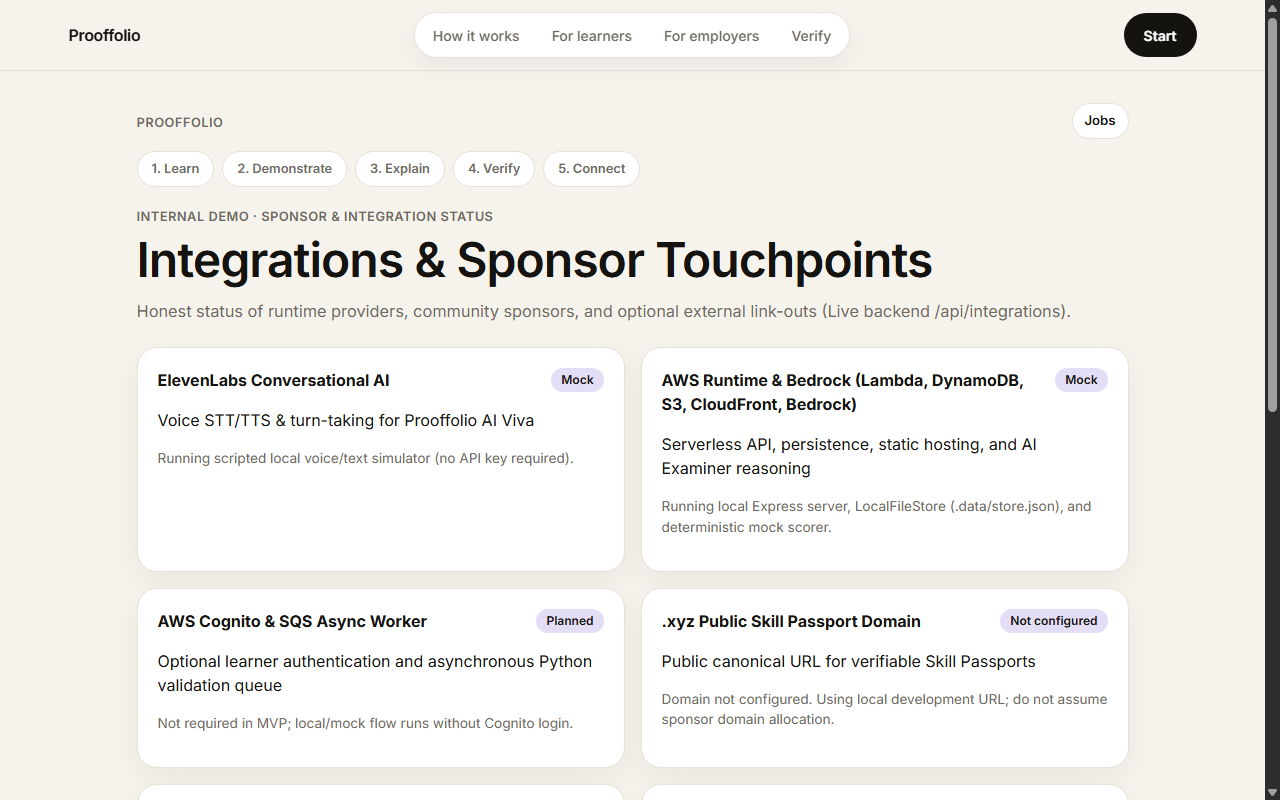 Prooffolio
How it works
For learners
For employers
Verify
Start
PROOFFOLIO
Jobs
1. Learn
2. Demonstrate
3. Explain
4. Verify
5. Connect
INTERNAL DEMO · SPONSOR & INTEGRATION STATUS
Integrations & Sponsor Touchpoints
Honest status of runtime providers, community sponsors, and optional external link-outs (Live backend /api/integrations).
ElevenLabs Conversational AI
Mock
Voice STT/TTS & turn-taking for Prooffolio AI Viva
Running scripted local voice/text simulator (no API key required).
AWS Runtime & Bedrock (Lambda, DynamoDB,
S3, CloudFront, Bedrock)
Mock
Serverless API, persistence, static hosting, and AI
Examiner reasoning
Running local Express server, LocalFileStore (.data/store.json), and
deterministic mock scorer.
AWS Cognito & SQS Async Worker
Planned
Optional learner authentication and asynchronous Python
validation queue
Not required in MVP; local/mock flow runs without Cognito login.
.xyz Public Skill Passport Domain
Not configured
Public canonical URL for verifiable Skill Passports
Domain not configured. Using local development URL; do not assume
sponsor domain allocation.